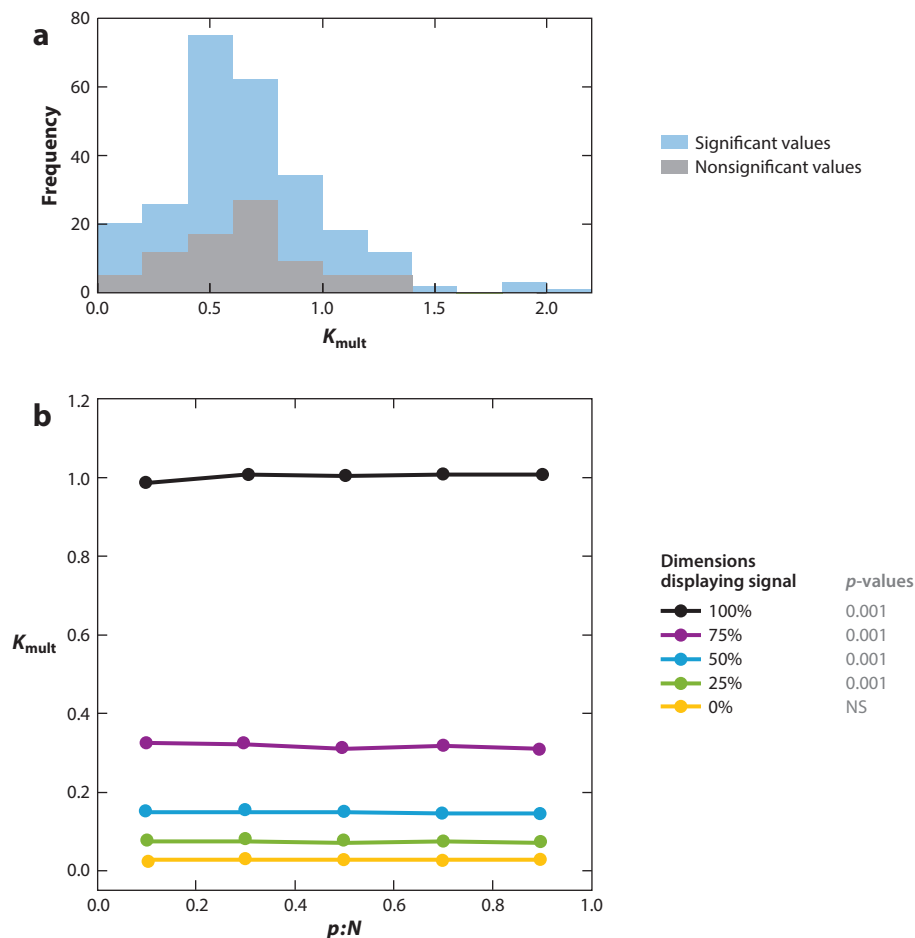 a
80
60
40
20
0
Frequency
0.0 0.5 1.0 1.5 2.0
Kmult
Significant values
Nonsignificant values
b
1.2
1.0
0.8
0.6
0.4
0.2
0.0
Kmult
0.0 0.2 0.4 0.6 0.8 1.0
p:N
Dimensions
displaying signal p-values
100% 0.001
75% 0.001
50% 0.001
25% 0.001
0% NS